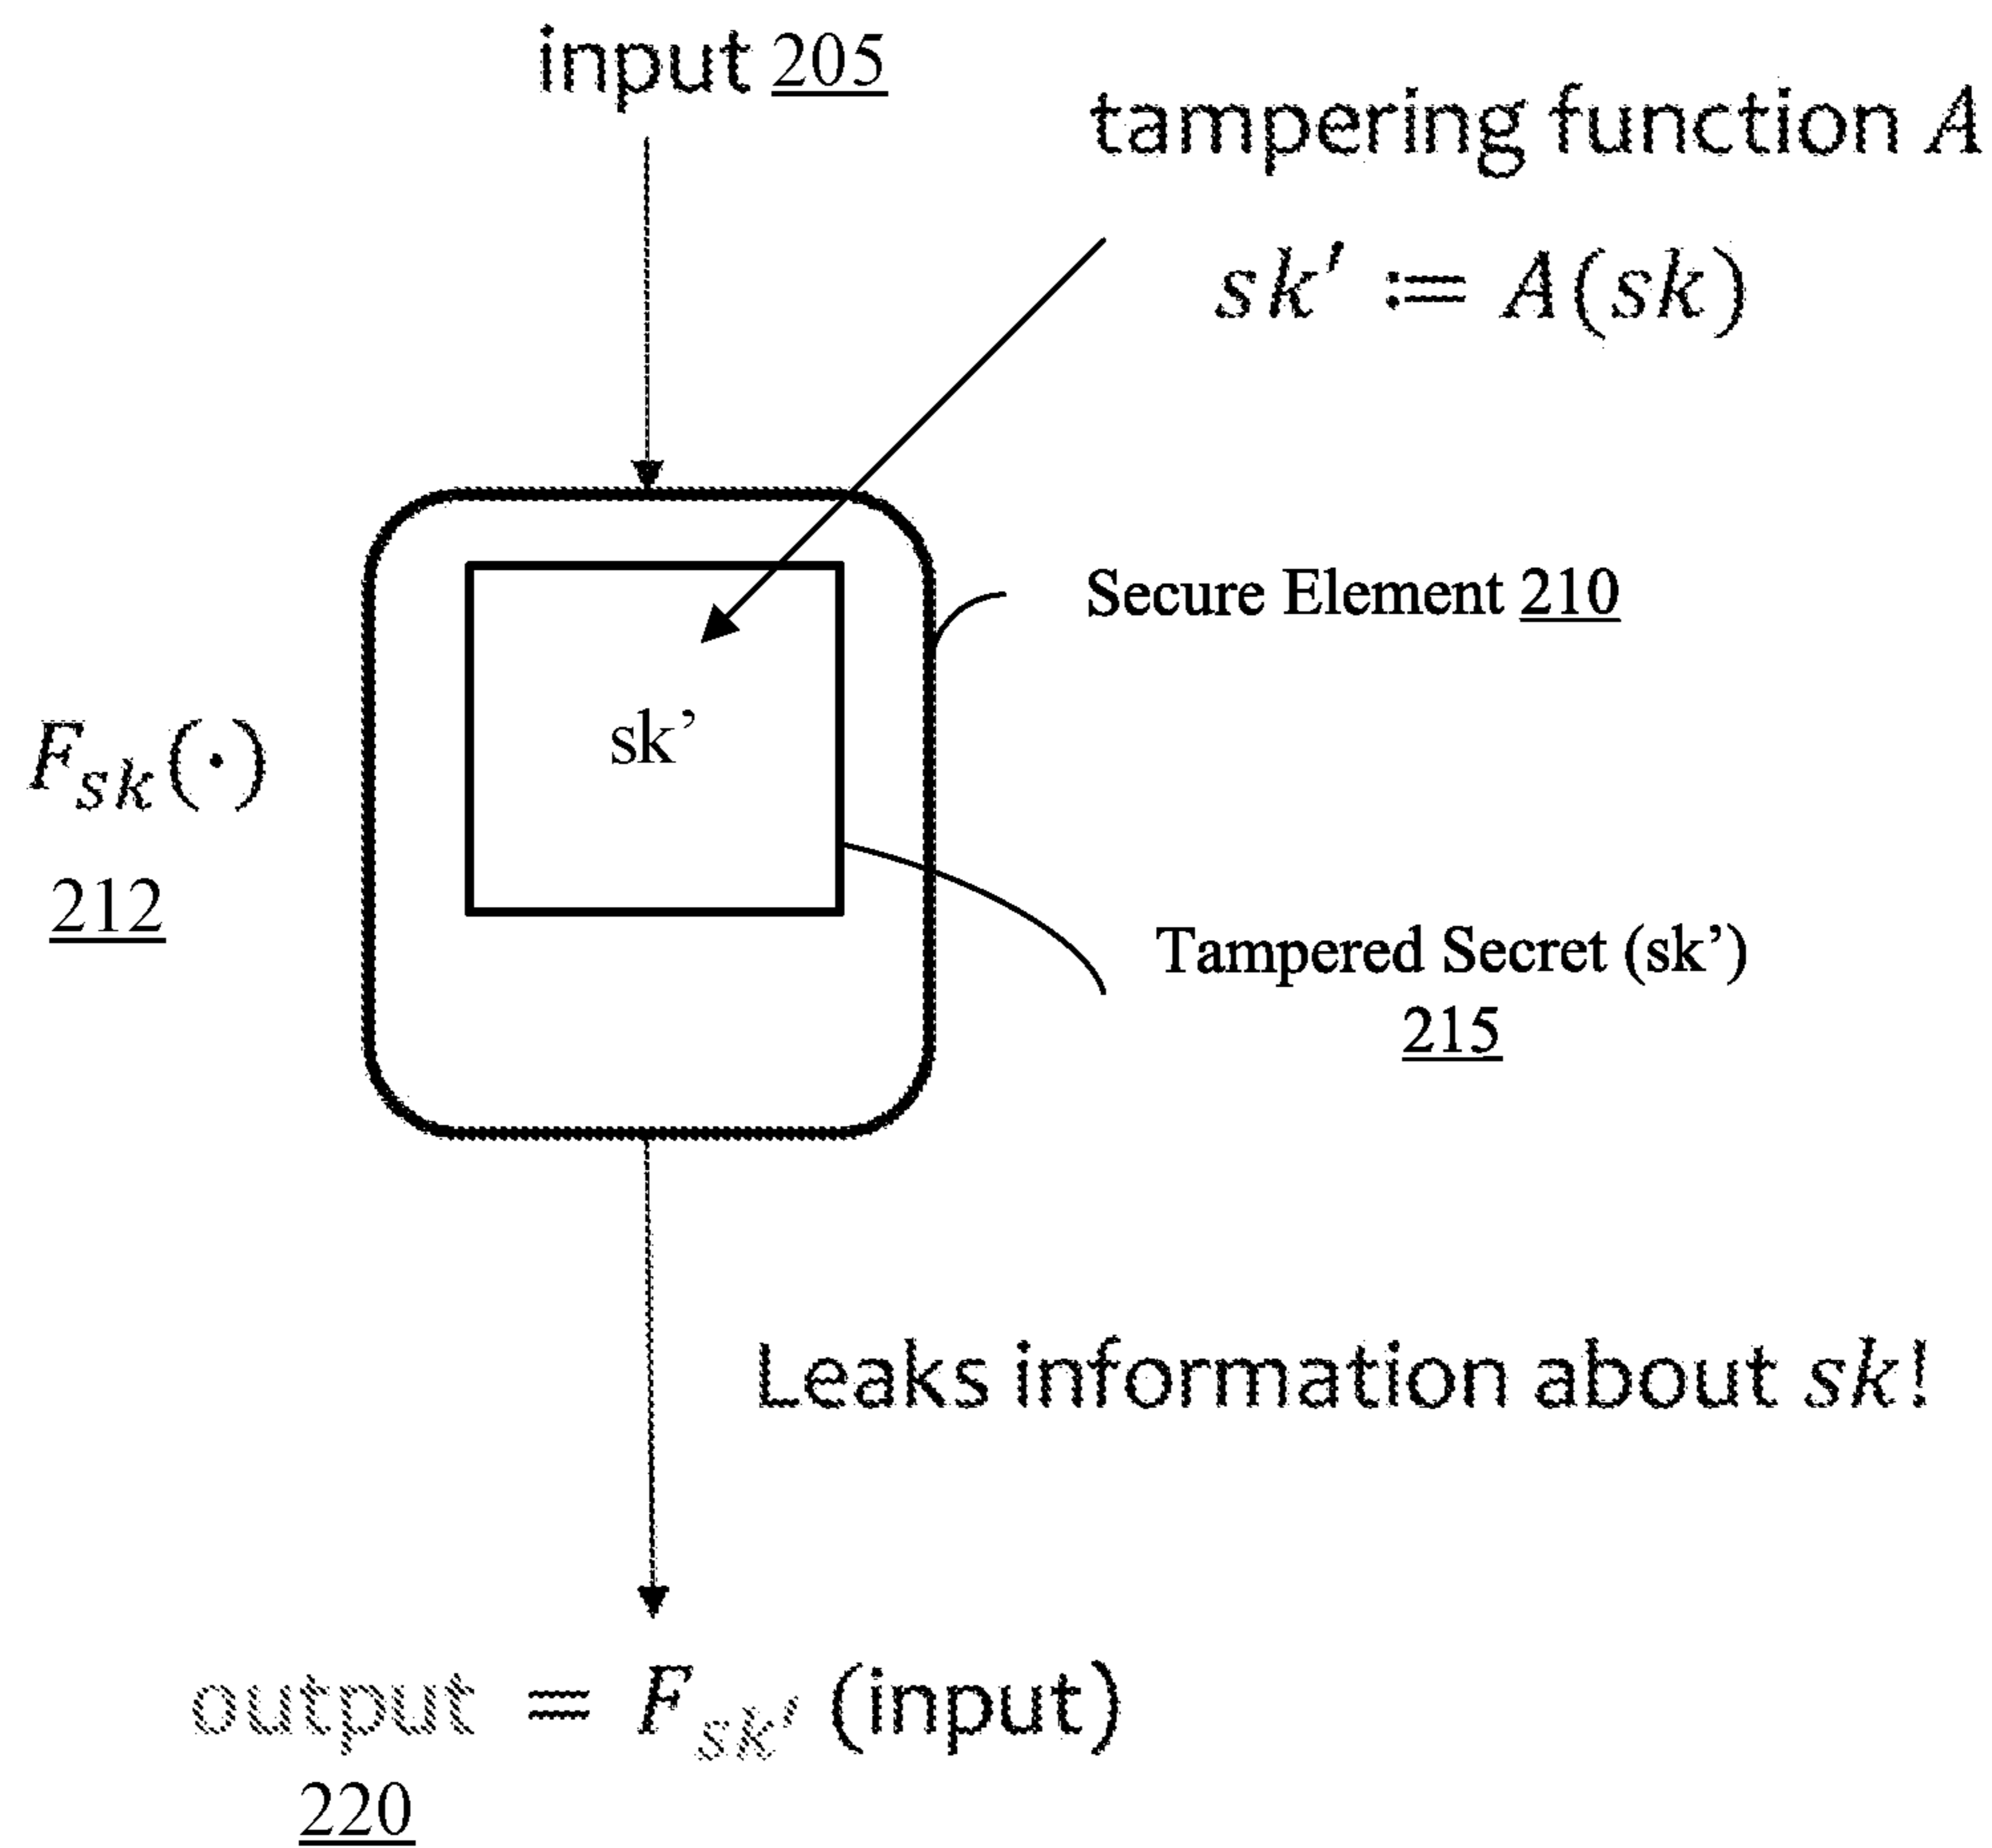 input 205
tampering function A
sk′ := A(sk)
Secure Element 210
sk’
F_sk(·)
212
Tampered Secret (sk’)
215
Leaks information about sk!
output = F_sk′ (input)
220